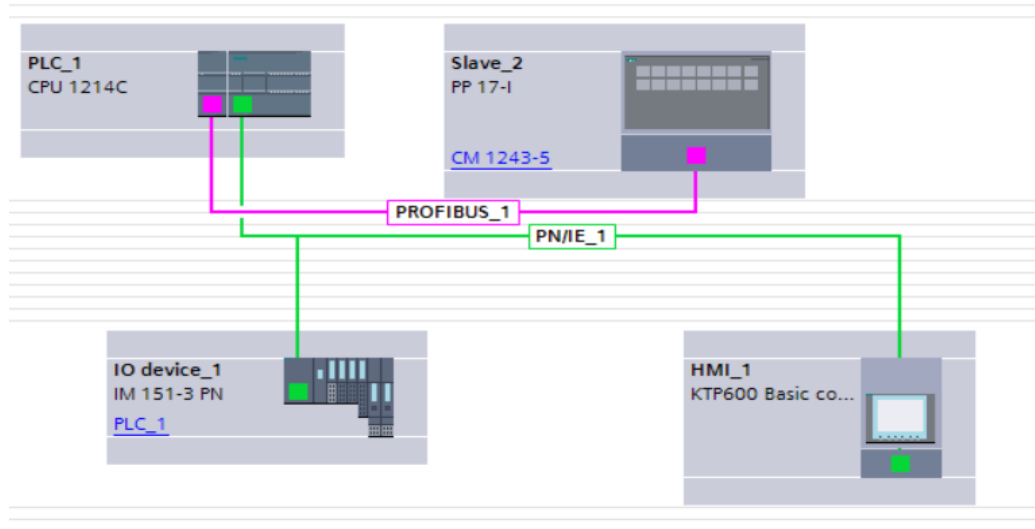 PLC_1
CPU 1214C
Slave_2
PP 17-I
CM 1243-5
PROFIBUS_1
PN/IE_1
IO device_1
IM 151-3 PN
PLC_1
HMI_1
KTP600 Basic co...